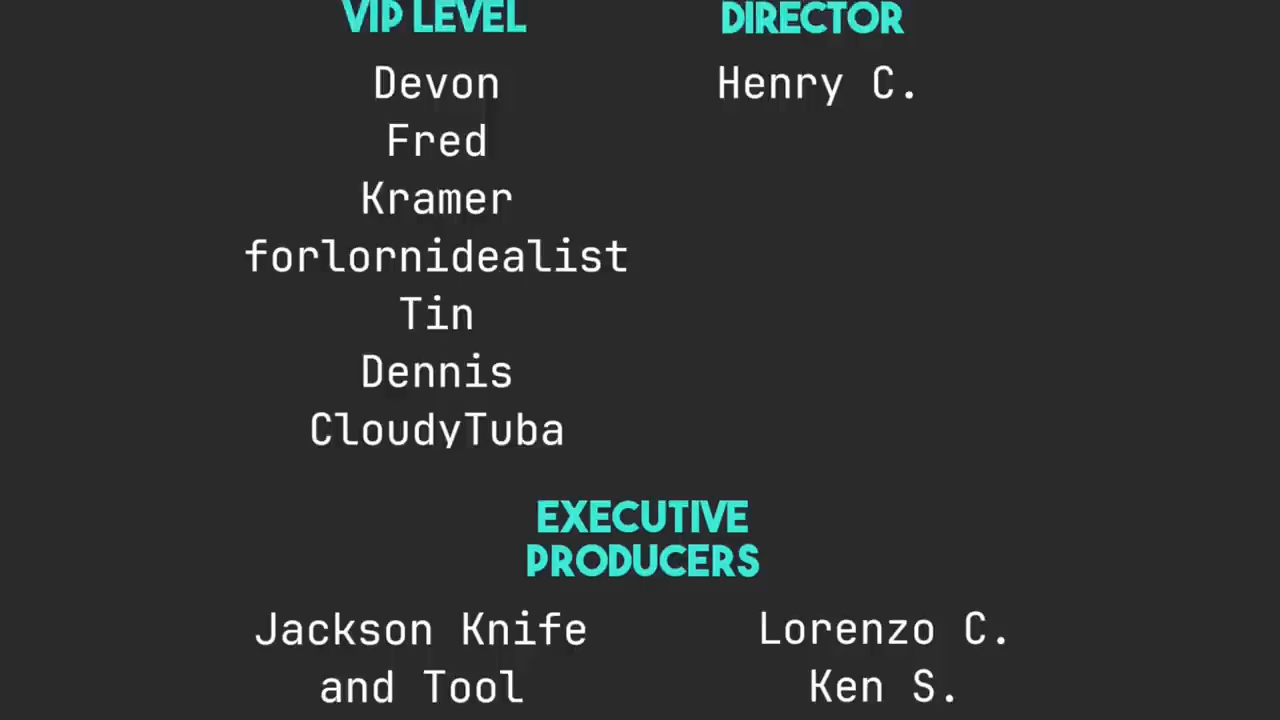 VIP LEVEL
Devon
Fred
Kramer
forlornidealist
Tin
Dennis
CloudyTuba
DIRECTOR
Henry C.
EXECUTIVE
PRODUCERS
Jackson Knife
and Tool
Lorenzo C.
Ken S.